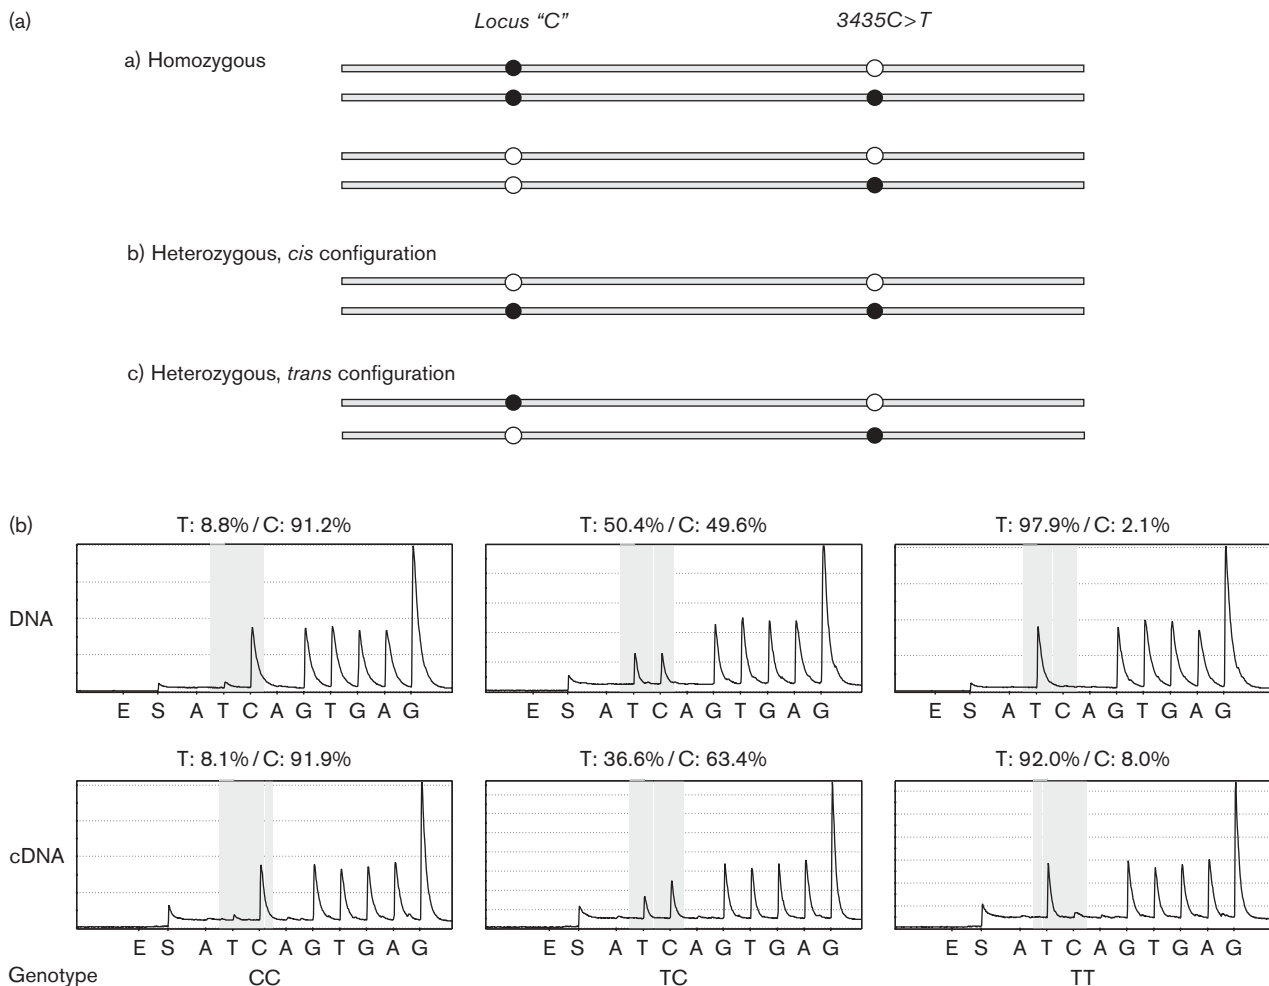 (a)
Locus “C” 3435C>T
a) Homozygous
b) Heterozygous, cis configuration
c) Heterozygous, trans configuration
(b)
T: 8.8% / C: 91.2% T: 50.4% / C: 49.6% T: 97.9% / C: 2.1%
DNA
E S A T C A G T G A G E S A T C A G T G A G E S A T C A G T G A G
T: 8.1% / C: 91.9% T: 36.6% / C: 63.4% T: 92.0% / C: 8.0%
cDNA
E S A T C A G T G A G E S A T C A G T G A G E S A T C A G T G A G
Genotype CC TC TT